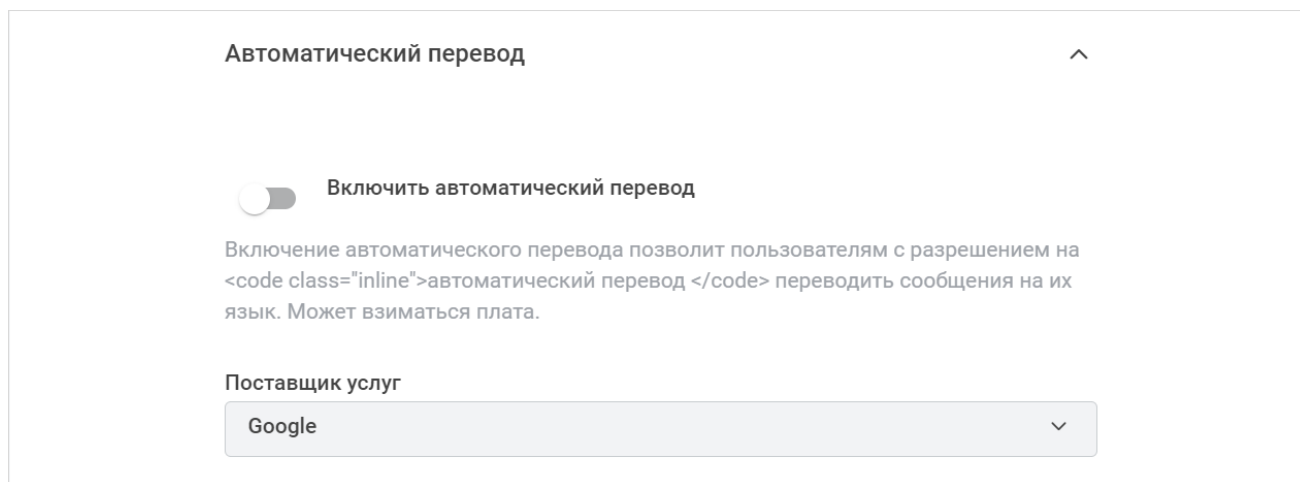 Автоматический перевод
Включить автоматический перевод
Включение автоматического перевода позволит пользователям с разрешением на
<code class="inline">автоматический перевод </code> переводить сообщения на их
язык. Может взиматься плата.
Поставщик услуг
Google